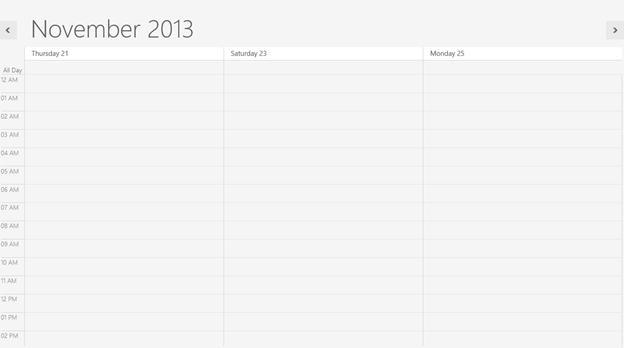 November 2013
Thursday 21 Saturday 23 Monday 25
All Day
12 AM
01 AM
02 AM
03 AM
04 AM
05 AM
06 AM
07 AM
08 AM
09 AM
10 AM
11 AM
12 PM
01 PM
02 PM